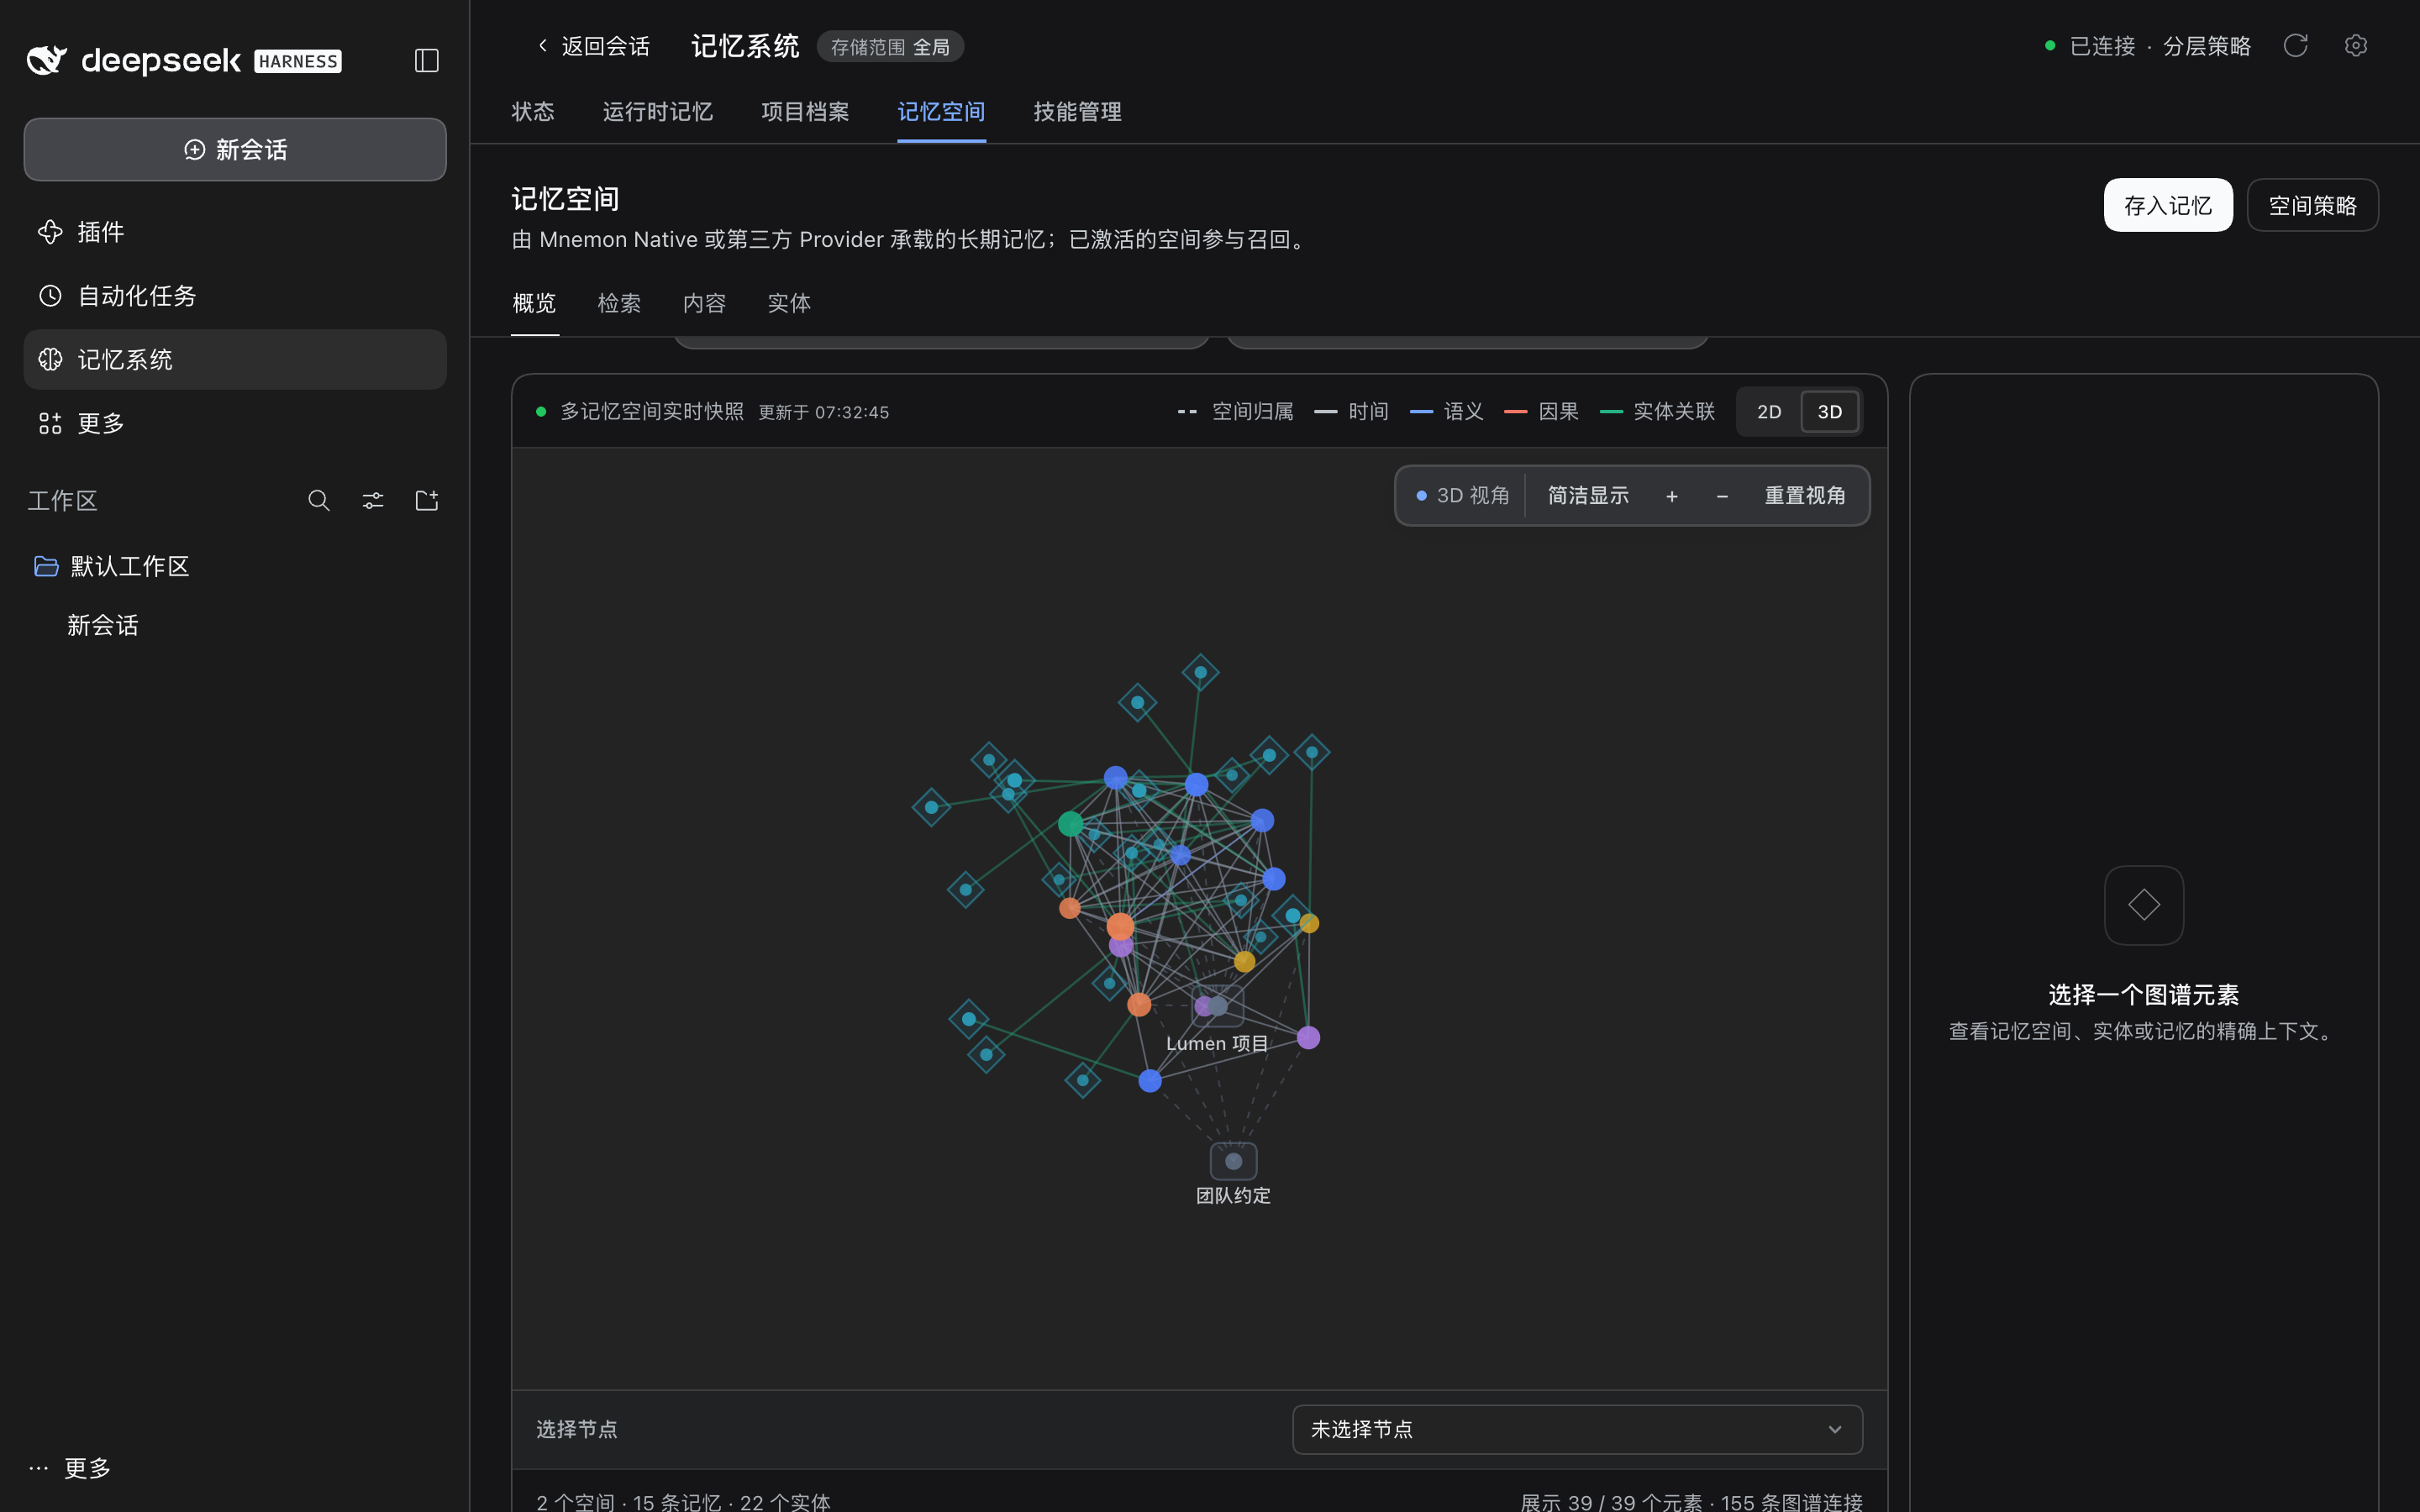 deepseek HARNESS
新会话
插件
自动化任务
记忆系统
更多
工作区
默认工作区
新会话
更多
返回会话
记忆系统
存储范围 全局
已连接 · 分层策略
状态
运行时记忆
项目档案
记忆空间
技能管理
记忆空间
由 Mnemon Native 或第三方 Provider 承载的长期记忆；已激活的空间参与召回。
存入记忆
空间策略
概览
检索
内容
实体
多记忆空间实时快照 更新于 07:32:45
空间归属
时间
语义
因果
实体关联
2D
3D
3D 视角
简洁显示
+
−
重置视角
Lumen 项目
团队约定
选择一个图谱元素
查看记忆空间、实体或记忆的精确上下文。
选择节点
未选择节点
2 个空间 · 15 条记忆 · 22 个实体
展示 39 / 39 个元素 · 155 条图谱连接